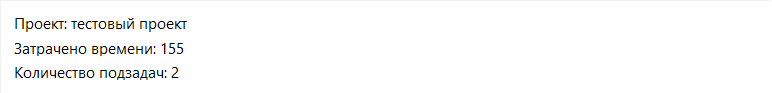 Проект: тестовый проект
Затрачено времени: 155
Количество подзадач: 2